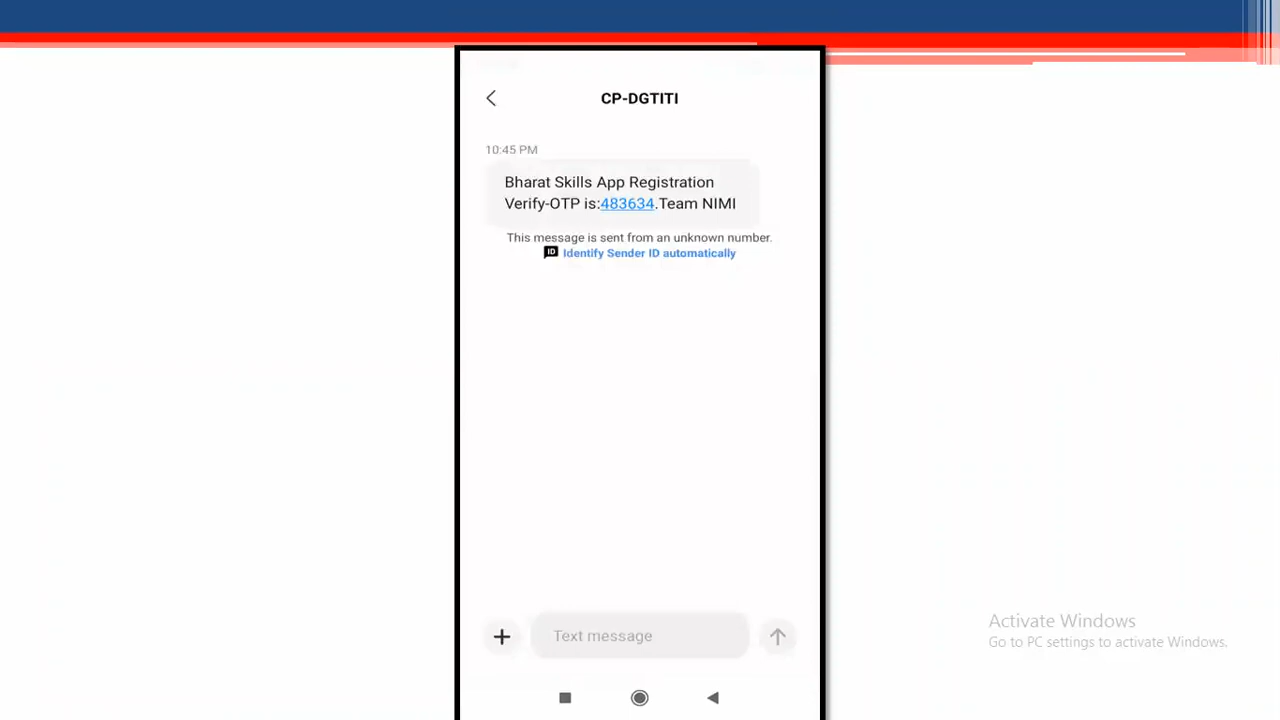 CP-DGTITI
10:45 PM
Bharat Skills App Registration
Verify-OTP is:483634.Team NIMI
This message is sent from an unknown number.
ID Identify Sender ID automatically
Text message
Activate Windows
Go to PC settings to activate Windows.